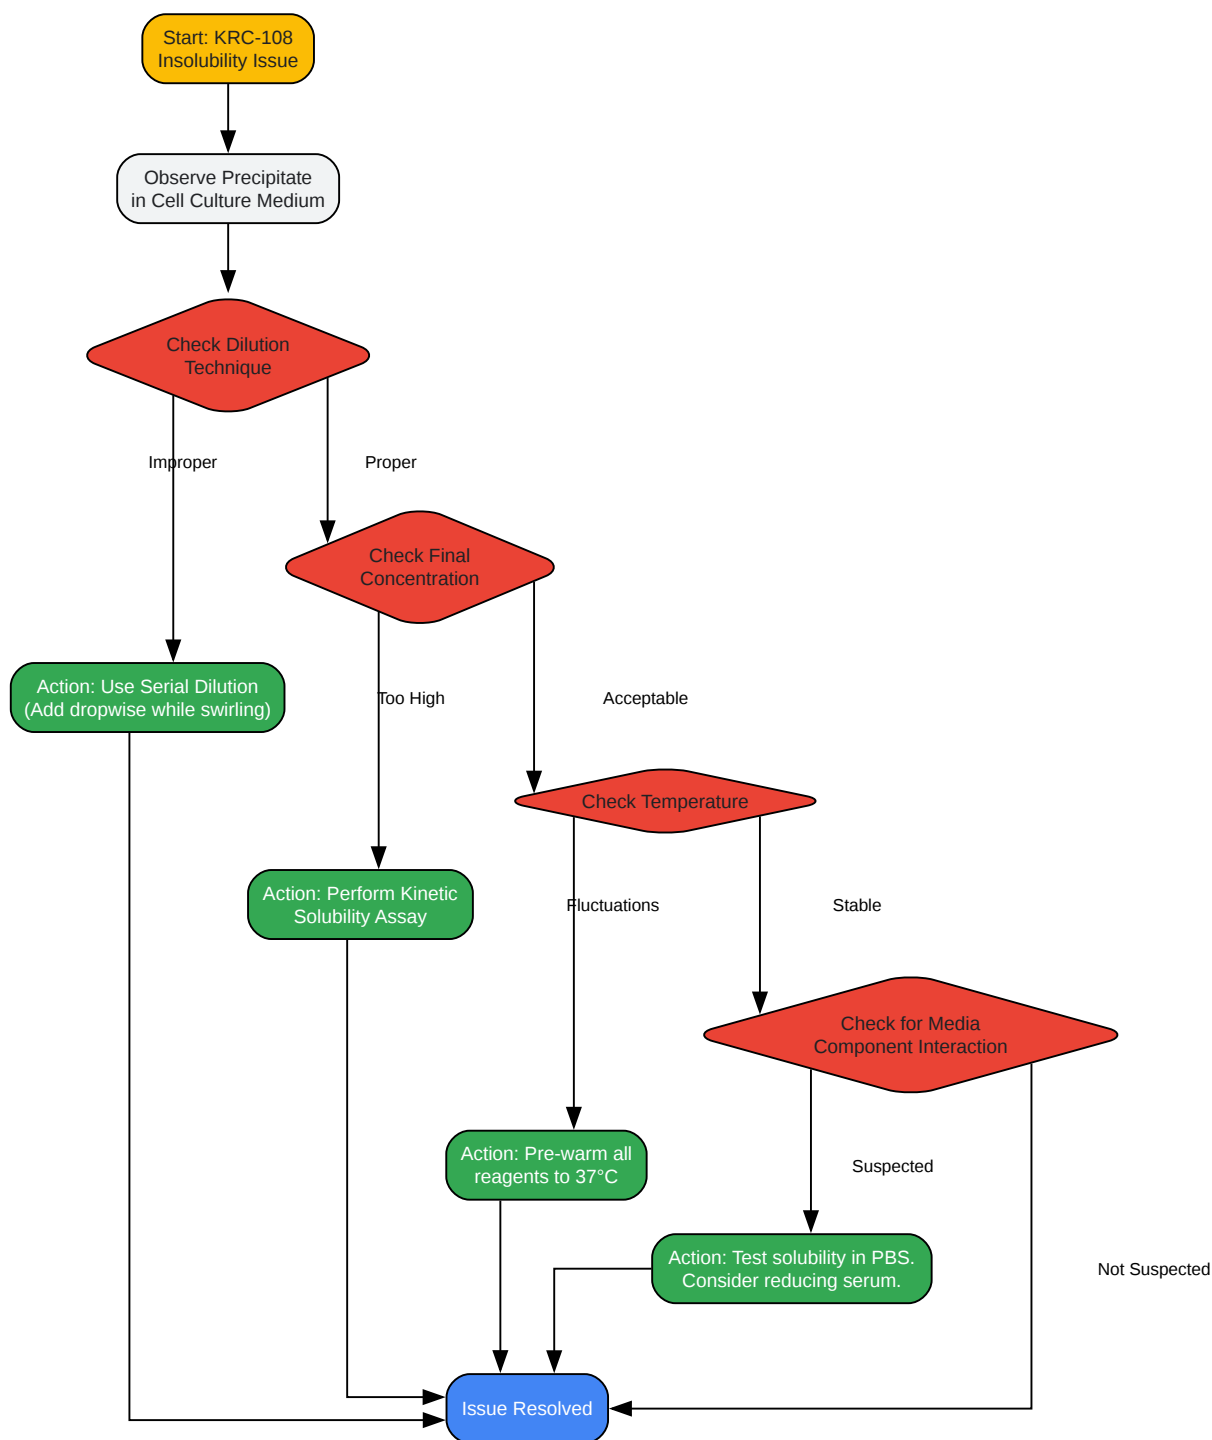 Start: KRC-108
Insolubility Issue
Observe Precipitate
in Cell Culture Medium
Check Dilution
Technique
Improper
Proper
Check Final
Concentration
Action: Use Serial Dilution
(Add dropwise while swirling)
Too High
Acceptable
Check Temperature
Action: Perform Kinetic
Solubility Assay
Fluctuations
Stable
Check for Media
Component Interaction
Action: Pre-warm all
reagents to 37°C
Suspected
Action: Test solubility in PBS.
Consider reducing serum.
Not Suspected
Issue Resolved